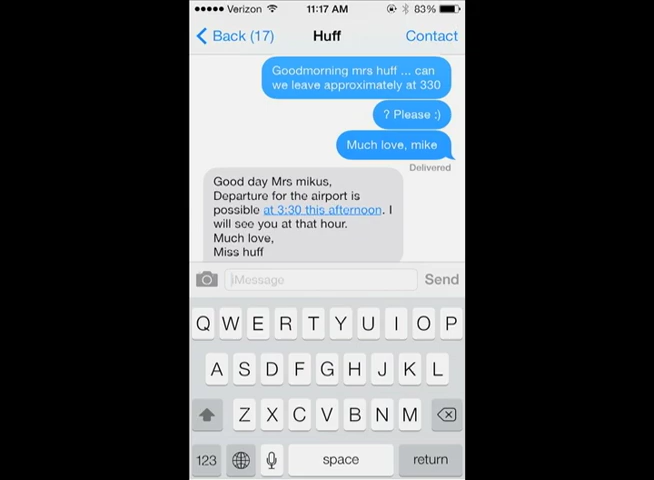 Verizon 11:17 AM 83%
Back (17) Huff Contact
Goodmorning mrs huff ... can
we leave approximately at 330
? Please :)
Much love, mike
Delivered
Good day Mrs mikus,
Departure for the airport is
possible at 3:30 this afternoon. I
will see you at that hour.
Much love,
Miss huff
iMessage Send
Q W E R T Y U I O P
A S D F G H J K L
Z X C V B N M
123 space return